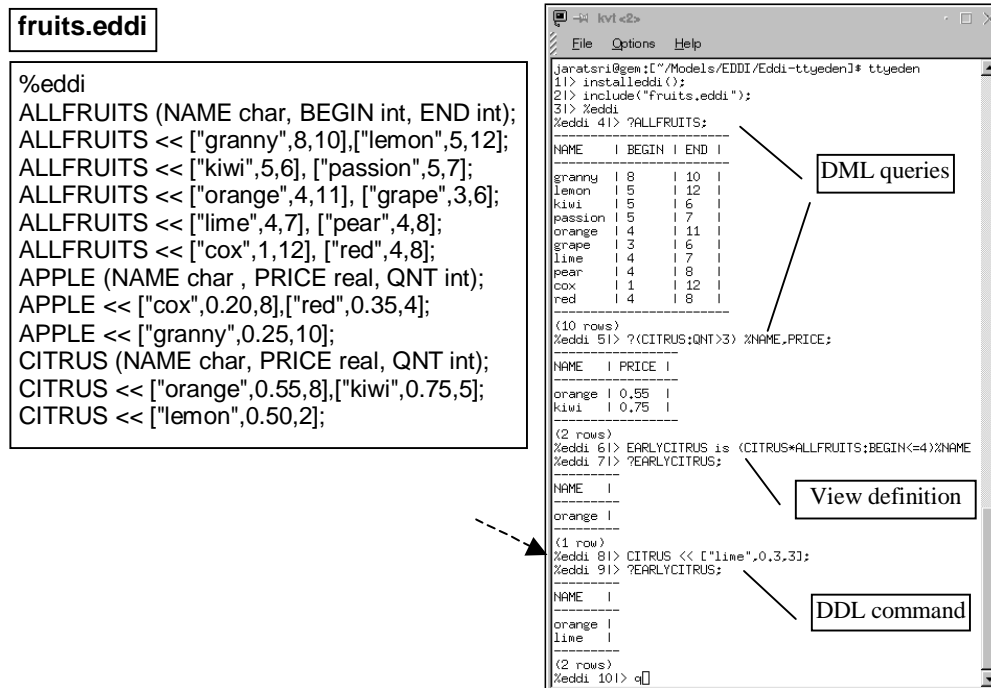 fruits.eddi
%eddi
ALLFRUITS (NAME char, BEGIN int, END int);
ALLFRUITS << ["granny",8,10],["lemon",5,12];
ALLFRUITS << ["kiwi",5,6], ["passion",5,7];
ALLFRUITS << ["orange",4,11], ["grape",3,6];
ALLFRUITS << ["lime",4,7], ["pear",4,8];
ALLFRUITS << ["cox",1,12], ["red",4,8];
APPLE (NAME char , PRICE real, QNT int);
APPLE << ["cox",0.20,8],["red",0.35,4];
APPLE << ["granny",0.25,10];
CITRUS (NAME char, PRICE real, QNT int);
CITRUS << ["orange",0.55,8],["kiwi",0.75,5];
CITRUS << ["lemon",0.50,2];
kvt <2>
File Options Help
jaratsri@gem:[~/Models/EDDI/Eddi-ttyeden]$ ttyeden
1|> installeddi();
2|> include("fruits.eddi");
3|> %eddi
%eddi 4|> ?ALLFRUITS;
------------------------
NAME | BEGIN | END |
------------------------
granny | 8 | 10 |
lemon | 5 | 12 |
kiwi | 5 | 6 |
passion | 5 | 7 |
orange | 4 | 11 |
grape | 3 | 6 |
lime | 4 | 7 |
pear | 4 | 8 |
cox | 1 | 12 |
red | 4 | 8 |
------------------------
(10 rows)
%eddi 5|> ?(CITRUS:QNT>3) %NAME,PRICE;
-----------------
NAME | PRICE |
-----------------
orange | 0.55 |
kiwi | 0.75 |
-----------------
(2 rows)
%eddi 6|> EARLYCITRUS is (CITRUS*ALLFRUITS:BEGIN<=4)%NAME
%eddi 7|> ?EARLYCITRUS;
---------
NAME |
---------
orange |
---------
(1 row)
%eddi 8|> CITRUS << ["lime",0.3,3];
%eddi 9|> ?EARLYCITRUS;
---------
NAME |
---------
orange |
lime |
---------
(2 rows)
%eddi 10|> q
DML queries
View definition
DDL command